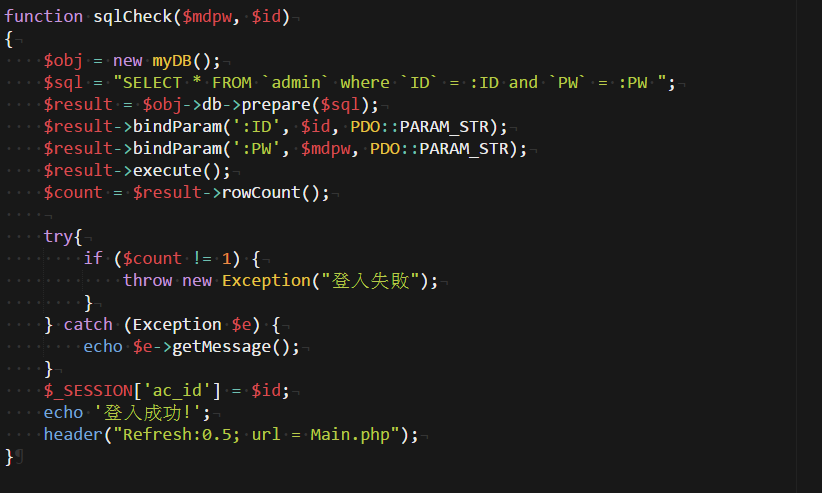 function sqlCheck($mdpw, $id)
{
    $obj = new myDB();
    $sql = "SELECT * FROM `admin` where `ID` = :ID and `PW` = :PW ";
    $result = $obj->db->prepare($sql);
    $result->bindParam(':ID', $id, PDO::PARAM_STR);
    $result->bindParam(':PW', $mdpw, PDO::PARAM_STR);
    $result->execute();
    $count = $result->rowCount();

    try{
        if ($count != 1) {
            throw new Exception("登入失敗");
        }
    } catch (Exception $e) {
        echo $e->getMessage();
    }
    $_SESSION['ac_id'] = $id;
    echo '登入成功!';
    header("Refresh:0.5; url = Main.php");
}